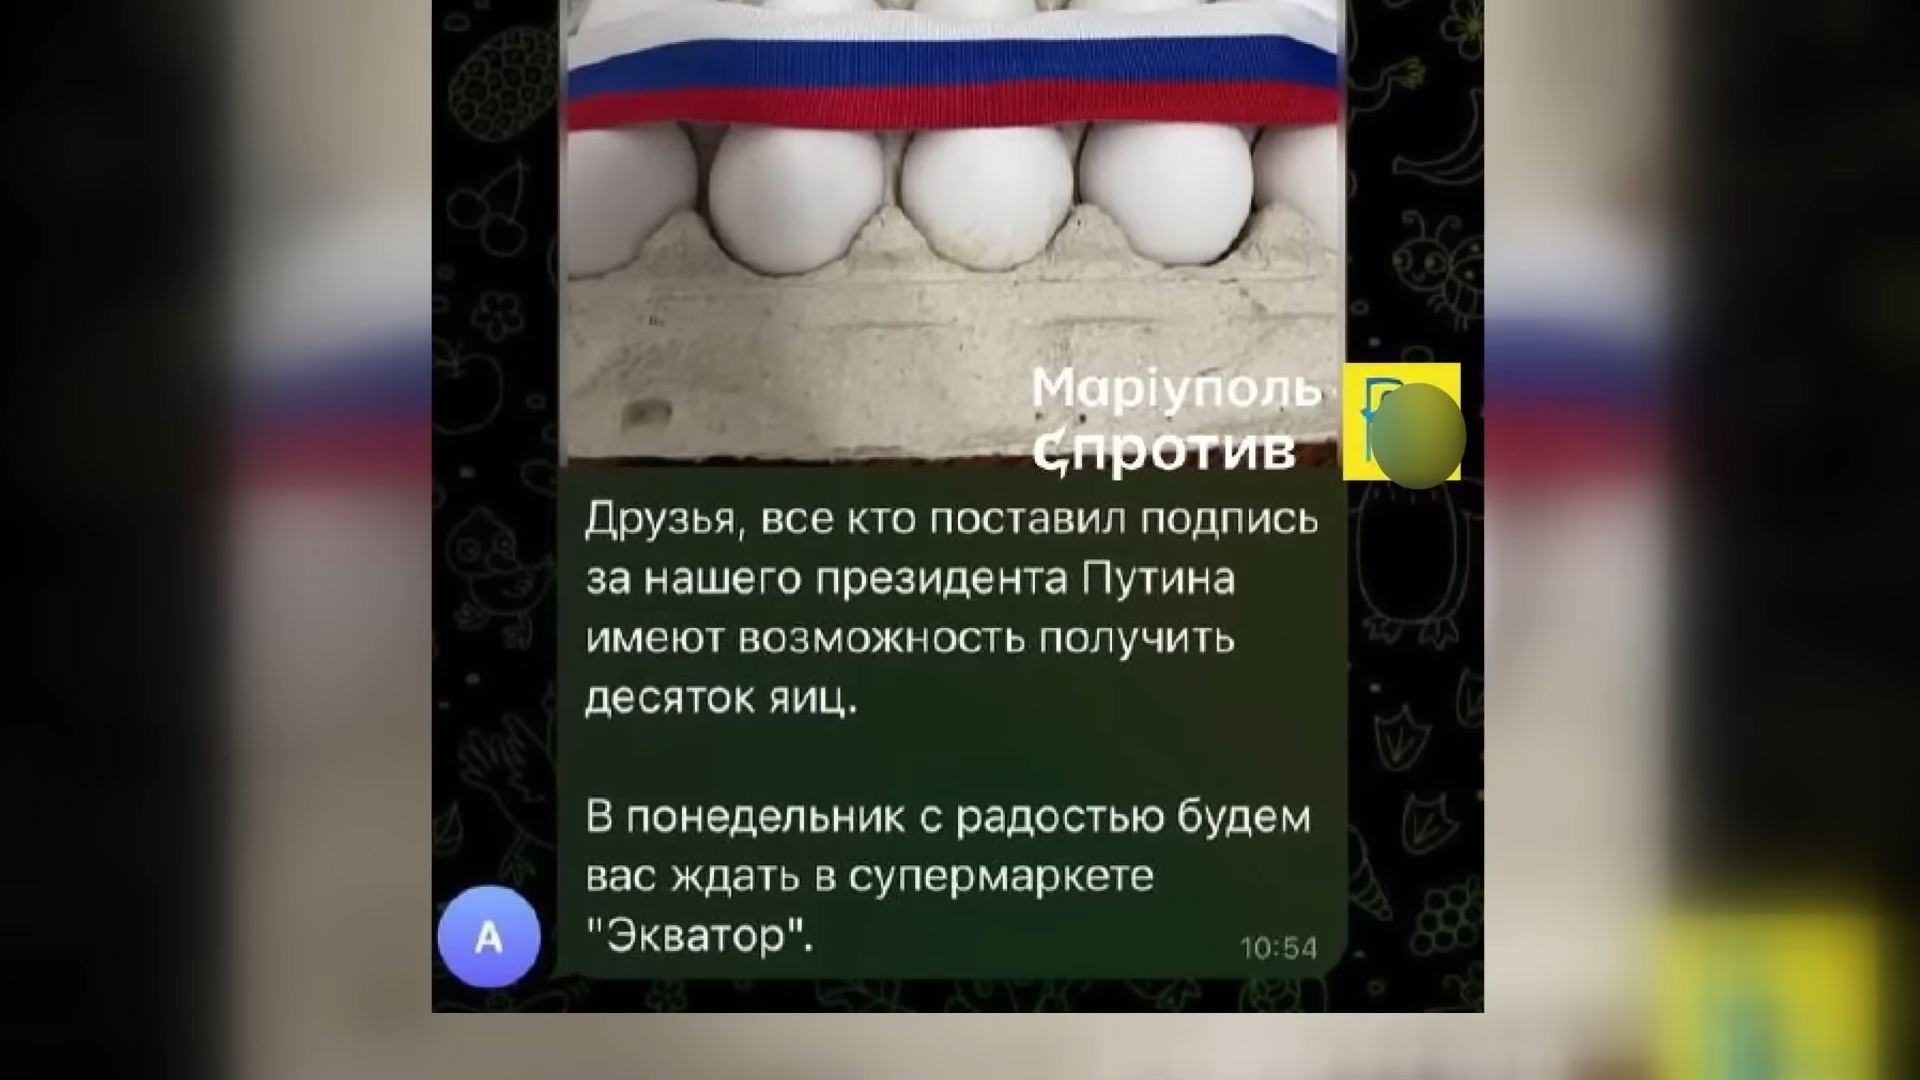 Маріуполь
Спротив
Друзья, все кто поставил подпись
за нашего президента Путина
имеют возможность получить
десяток яиц.
В понедельник с радостью будем
вас ждать в супермаркете
"Экватор".
A
10:54